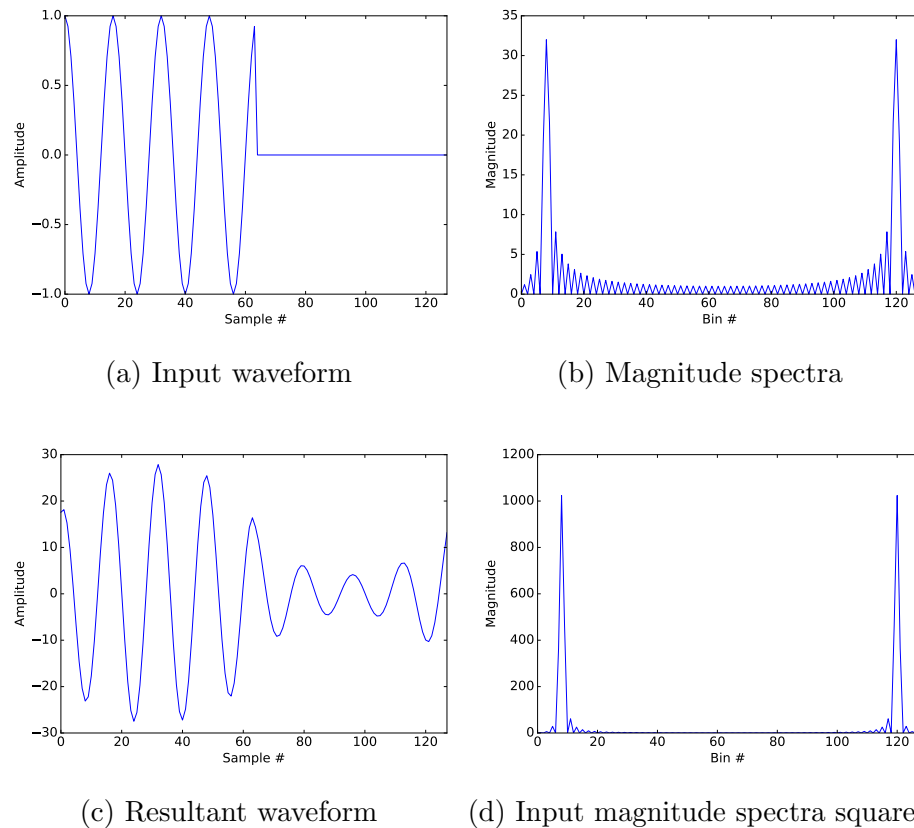 1.0
0.5
0.0
−0.5
−1.0
Amplitude
0 20 40 60 80 100 120
Sample #
(a) Input waveform
35
30
25
20
15
10
5
0
Magnitude
0 20 40 60 80 100 120
Bin #
(b) Magnitude spectra
30
20
10
0
−10
−20
−30
Amplitude
0 20 40 60 80 100 120
Sample #
(c) Resultant waveform
1200
1000
800
600
400
200
0
Magnitude
0 20 40 60 80 100 120
Bin #
(d) Input magnitude spectra square